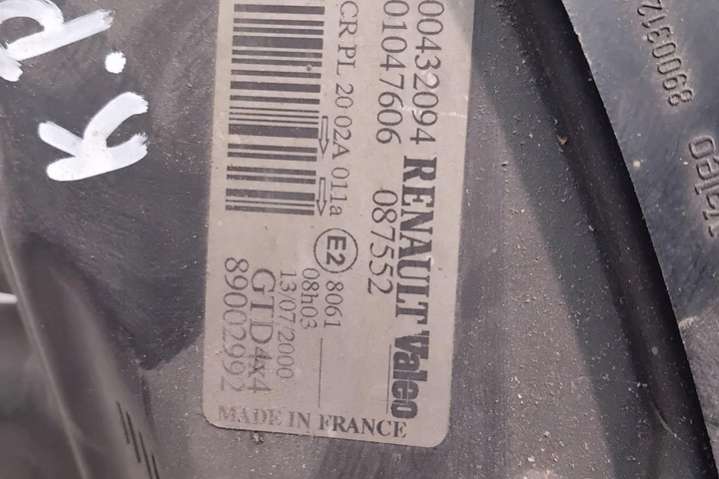 00432094 RENAULT Valeo
01047606 087552
CR PL 20 02A 011a E2 8061
08h03
13/07/2000
GTD4x4
89002992
MADE IN FRANCE
K.P
8900312